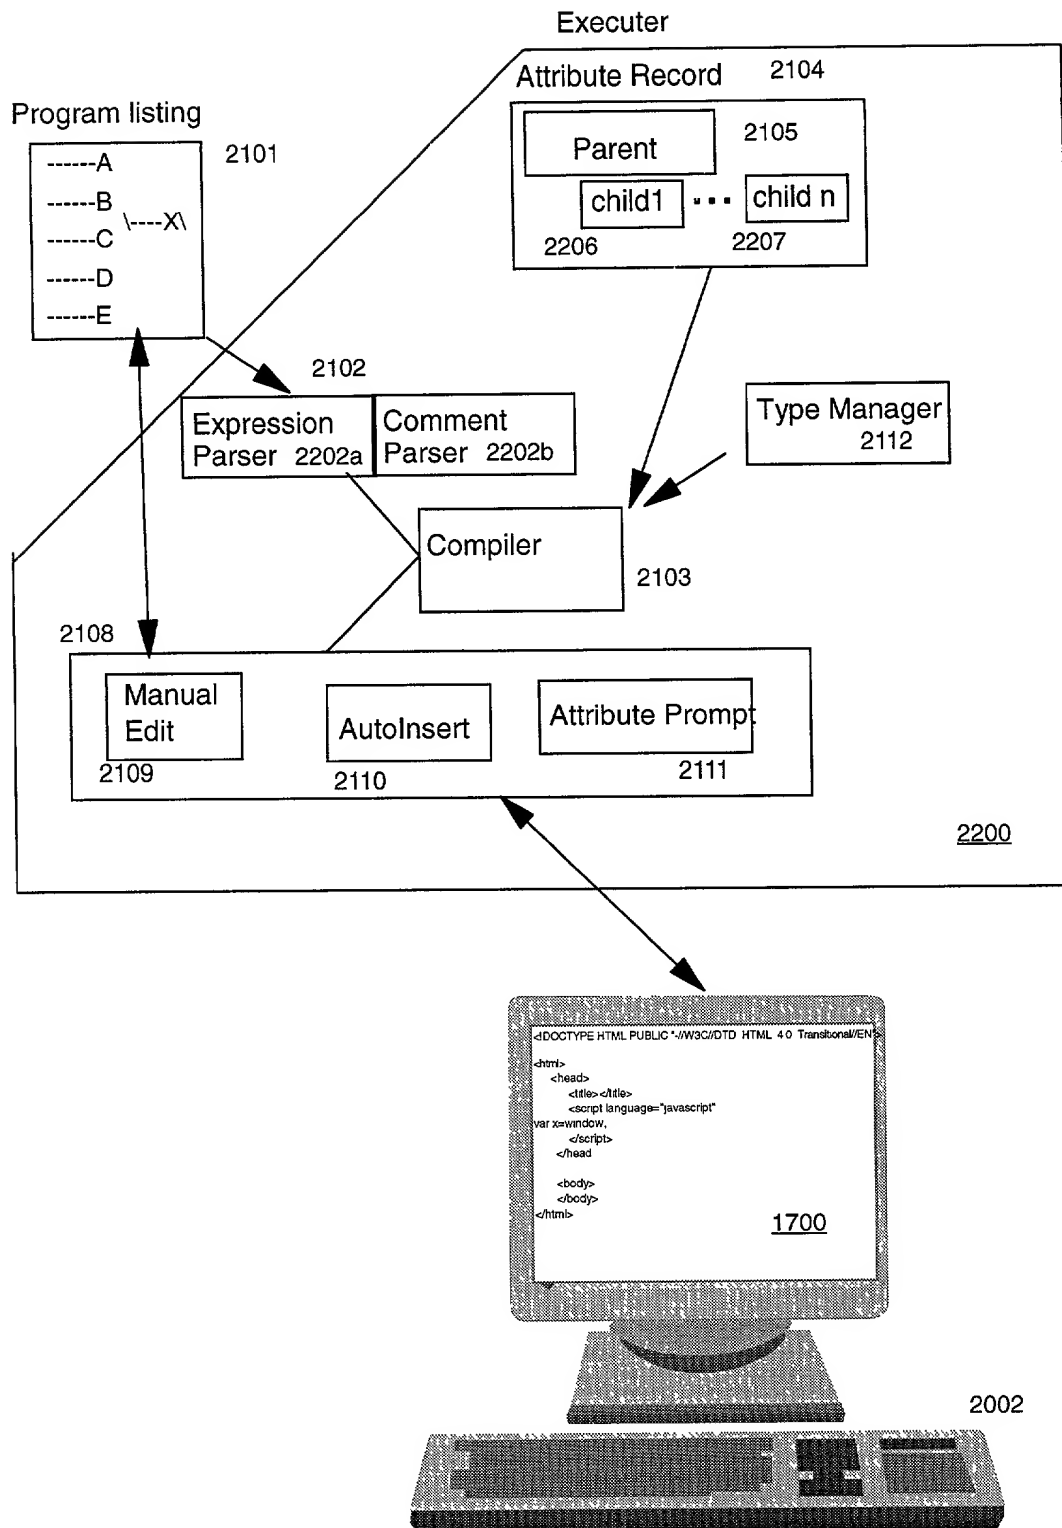 Executer
Attribute Record 2104
Program listing
2101
------A
------B
\----X\
------C
------D
------E
Parent
2105
child1 ... child n
2206
2207
2102
Expression
Parser 2202a
Comment
Parser 2202b
Type Manager
2112
Compiler
2103
2108
Manual
Edit
AutoInsert
Attribute Prompt
2109
2110
2111
2200
<!DOCTYPE HTML PUBLIC "-//W3C//DTD HTML 4 0 Transitional//EN">
<html>
<head>
<title></title>
<script language="javascript"
var x=window,
</script>
</head
<body>
</body>
</html>
1700
2002